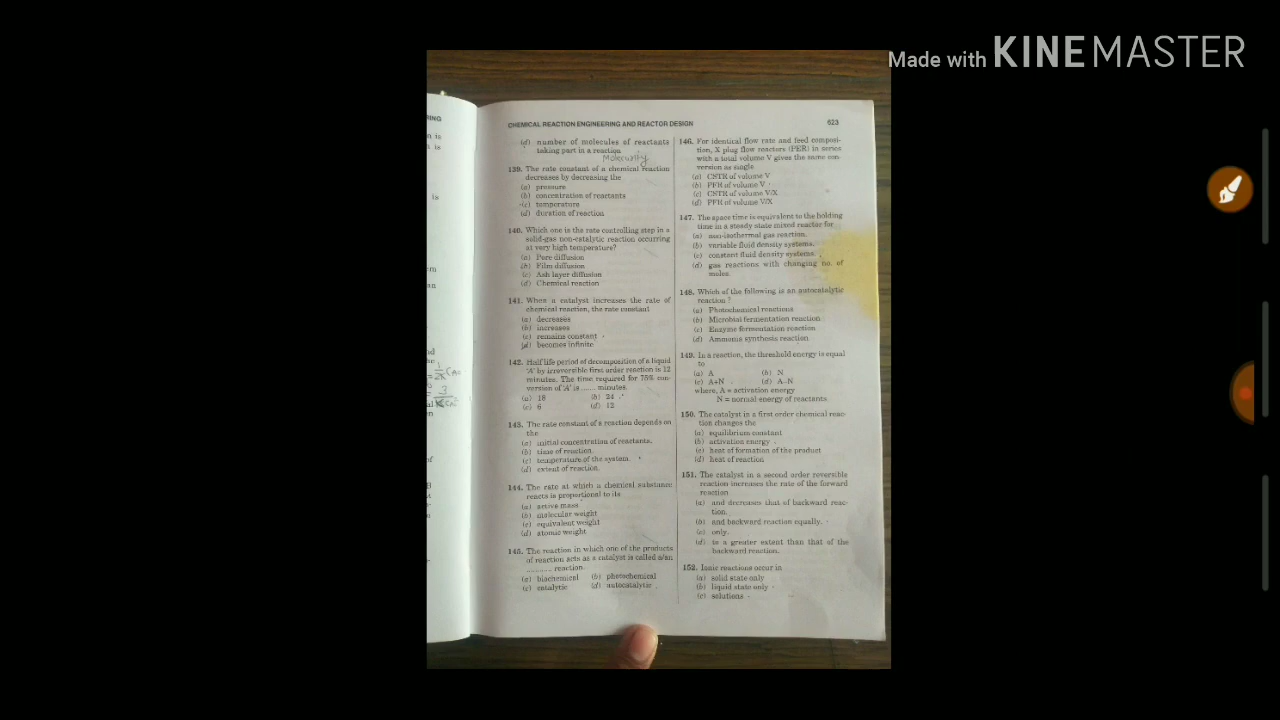 Made with KINEMASTER
RING
CHEMICAL REACTION ENGINEERING AND REACTOR DESIGN
623
(d) number of molecules of reactants
taking part in a reaction
Molecularity
139. The rate constant of a chemical reaction
decreases by decreasing the
(a) pressure
(b) concentration of reactants
(c) temperature
(d) duration of reaction
140. Which one is the rate controlling step in a
solid-gas non-catalytic reaction occurring
at very high temperature?
(a) Pore diffusion
(b) Film diffusion
(c) Ash layer diffusion
(d) Chemical reaction
141. When a catalyst increases the rate of
chemical reaction, the rate constant
(a) decreases
(b) increases
(c) remains constant
(d) becomes infinite
142. Half life period of decomposition of a liquid
'A' by irreversible first order reaction is 12
minutes. The time required for 75% con-
version of 'A' is ...... minutes.
(a) 18 (b) 24
(c) 6 (d) 12
143. The rate constant of a reaction depends on
the
(a) initial concentration of reactants.
(b) time of reaction.
(c) temperature of the system.
(d) extent of reaction.
144. The rate at which a chemical substance
reacts is proportional to its
(a) active mass
(b) molecular weight
(c) equivalent weight
(d) atomic weight
145. The reaction in which one of the products
of reaction acts as a catalyst is called a/an
........... reaction.
(a) biochemical (b) photochemical
(c) catalytic (d) autocatalytic
146. For identical flow rate and feed composi-
tion, X plug flow reactors (PFR) in series
with a total volume V gives the same con-
version as single
(a) CSTR of volume V
(b) PFR of volume V
(c) CSTR of volume V/X
(d) PFR of volume V/X
147. The space time is equivalent to the holding
time in a steady state mixed reactor for
(a) non-isothermal gas reaction.
(b) variable fluid density systems.
(c) constant fluid density systems.
(d) gas reactions with changing no. of
moles.
148. Which of the following is an autocatalytic
reaction ?
(a) Photochemical reactions
(b) Microbial fermentation reaction
(c) Enzyme fermentation reaction
(d) Ammonia synthesis reaction
149. In a reaction, the threshold energy is equal
to
(a) A (b) N
(c) A+N (d) A–N
where, A = activation energy
N = normal energy of reactants
150. The catalyst in a first order chemical reac-
tion changes the
(a) equilibrium constant
(b) activation energy
(c) heat of formation of the product
(d) heat of reaction
151. The catalyst in a second order reversible
reaction increases the rate of the forward
reaction
(a) and decreases that of backward reac-
tion.
(b) and backward reaction equally.
(c) only.
(d) to a greater extent than that of the
backward reaction.
152. Ionic reactions occur in
(a) solid state only
(b) liquid state only
(c) solutions